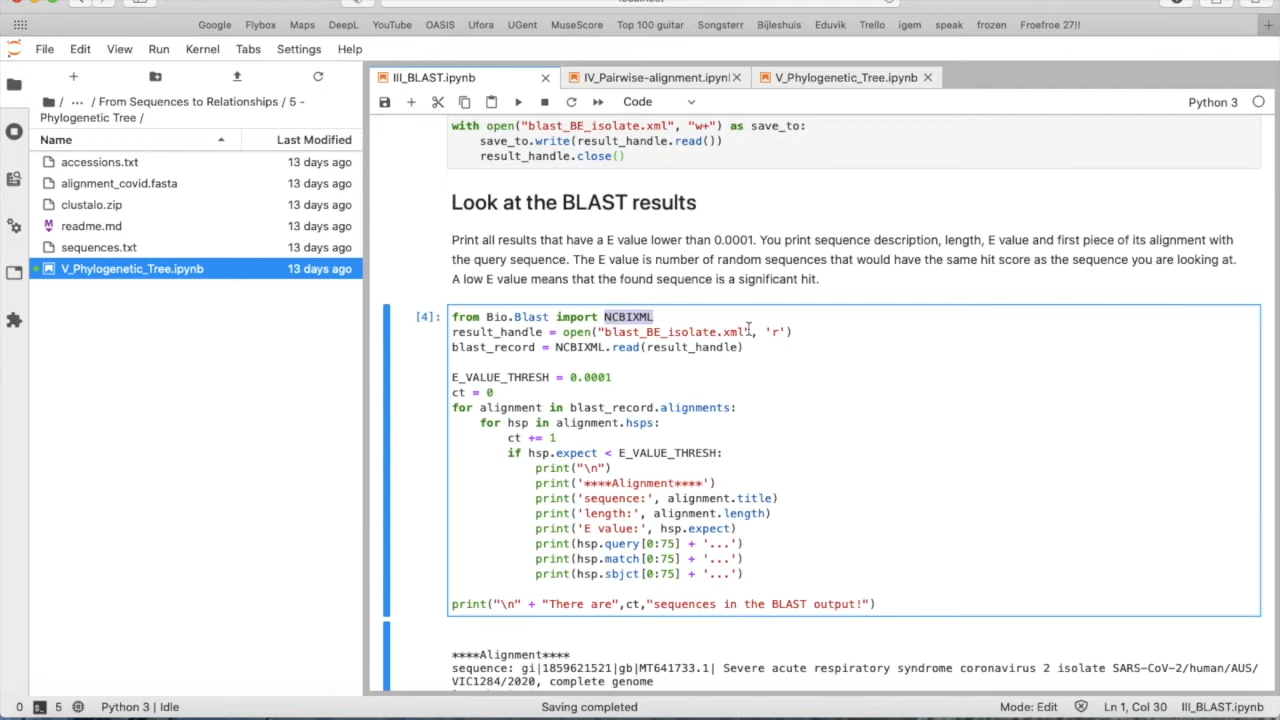 Google Flybox Maps DeepL YouTube OASIS Ufora UGent MuseScore Top 100 guitar Songsterr Bijleshuis Eduvik Trello igem speak frozen Froefroe 27!!
File Edit View Run Kernel Tabs Settings Help
/ ... / From Sequences to Relationships / 5 -
Phylogenetic Tree /
Name Last Modified
accessions.txt 13 days ago
alignment_covid.fasta 13 days ago
clustalo.zip 13 days ago
readme.md 13 days ago
sequences.txt 13 days ago
V_Phylogenetic_Tree.ipynb 13 days ago
III_BLAST.ipynb IV_Pairwise-alignment.ipynl V_Phylogenetic_Tree.ipynb
Code Python 3
with open("blast_BE_isolate.xml", "w+") as save_to:
    save_to.write(result_handle.read())
    result_handle.close()
Look at the BLAST results
Print all results that have a E value lower than 0.0001. You print sequence description, length, E value and first piece of its alignment with
the query sequence. The E value is number of random sequences that would have the same hit score as the sequence you are looking at.
A low E value means that the found sequence is a significant hit.
[4]:
from Bio.Blast import NCBIXML
result_handle = open("blast_BE_isolate.xml", 'r')
blast_record = NCBIXML.read(result_handle)
E_VALUE_THRESH = 0.0001
ct = 0
for alignment in blast_record.alignments:
    for hsp in alignment.hsps:
        ct += 1
        if hsp.expect < E_VALUE_THRESH:
            print("\n")
            print('****Alignment****')
            print('sequence:', alignment.title)
            print('length:', alignment.length)
            print('E value:', hsp.expect)
            print(hsp.query[0:75] + '...')
            print(hsp.match[0:75] + '...')
            print(hsp.sbjct[0:75] + '...')
print("\n" + "There are",ct,"sequences in the BLAST output!")
****Alignment****
sequence: gi|1859621521|gb|MT641733.1| Severe acute respiratory syndrome coronavirus 2 isolate SARS-CoV-2/human/AUS/
VIC1284/2020, complete genome
0 5 Python 3 | Idle Saving completed Mode: Edit Ln 1, Col 30 III_BLAST.ipynb